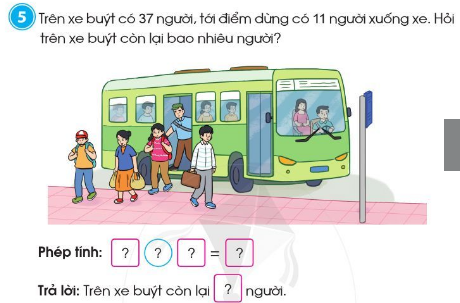 5 Trên xe buýt có 37 người, tới điểm dừng có 11 người xuống xe. Hỏi
trên xe buýt còn lại bao nhiêu người?
Phép tính: ? ? ? = ?
Trả lời: Trên xe buýt còn lại ? người.